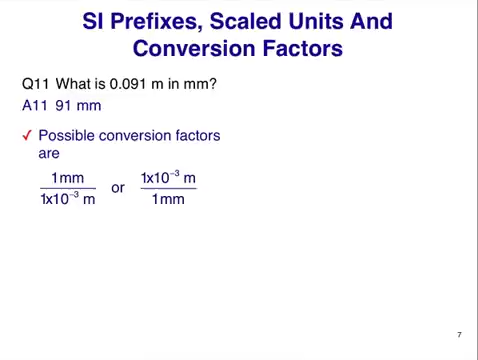 SI Prefixes, Scaled Units And
Conversion Factors
Q11 What is 0.091 m in mm?
A11 91 mm
✓ Possible conversion factors
are
1mm / 1x10⁻³ m or 1x10⁻³ m / 1mm
7